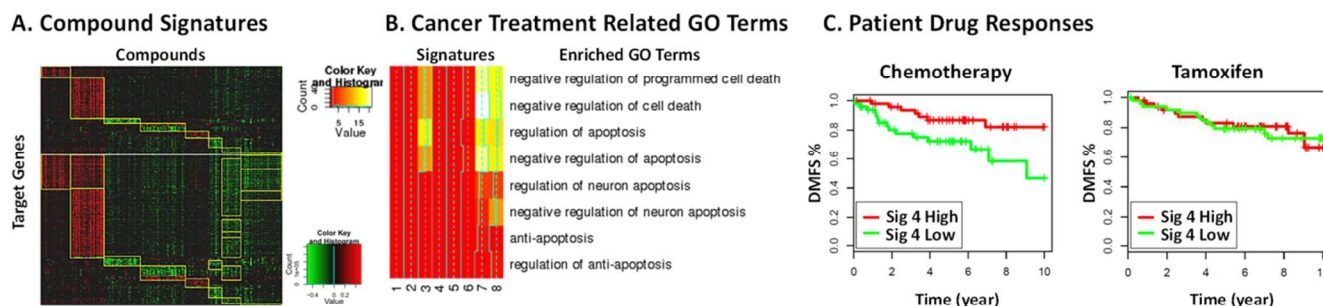 A. Compound Signatures
B. Cancer Treatment Related GO Terms
C. Patient Drug Responses
Compounds
Target Genes
Color Key
and Histogram
Count
-0.4 0 0.2
Value
Color Key
and Histogram
Count
0 4
5 15
Value
Signatures
Enriched GO Terms
negative regulation of programmed cell death
negative regulation of cell death
regulation of apoptosis
negative regulation of apoptosis
regulation of neuron apoptosis
negative regulation of neuron apoptosis
anti-apoptosis
regulation of anti-apoptosis
1 2 3 4 5 6 7 8
Chemotherapy
DMFS %
0.0 0.2 0.4 0.6 0.8 1.0
Sig 4 High
Sig 4 Low
0 2 4 6 8 10
Time (year)
Tamoxifen
DMFS %
0.0 0.2 0.4 0.6 0.8 1.0
Sig 4 High
Sig 4 Low
0 2 4 6 8 10
Time (year)